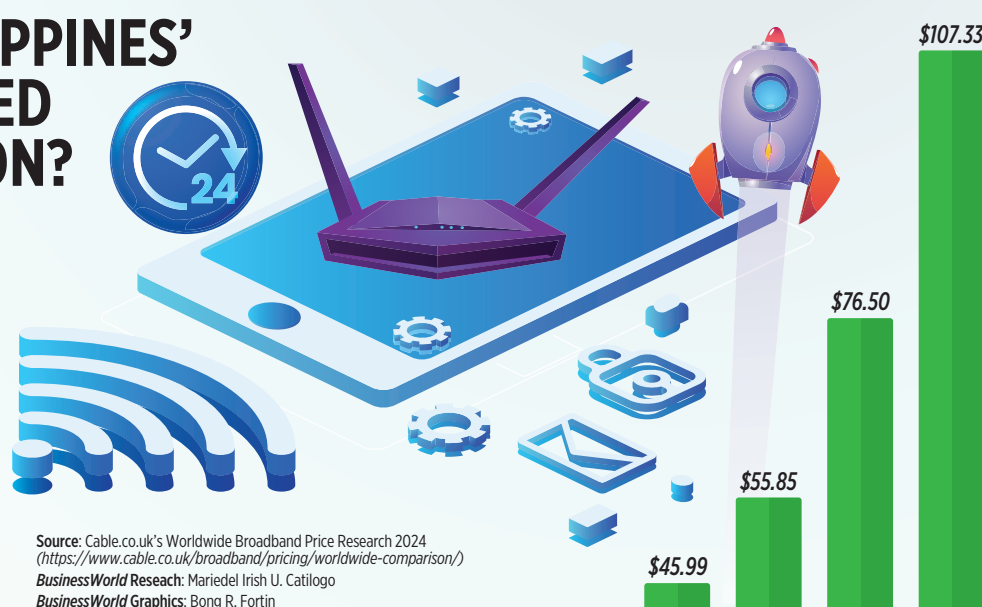 PPINES'
ED
ON?
24
$107.33
$76.50
$55.85
$45.99
Source: Cable.co.uk's Worldwide Broadband Price Research 2024
(https://www.cable.co.uk/broadband/pricing/worldwide-comparison/)
BusinessWorld Reseach: Mariedel Irish U. Catilogo
BusinessWorld Graphics: Bong R. Fortin